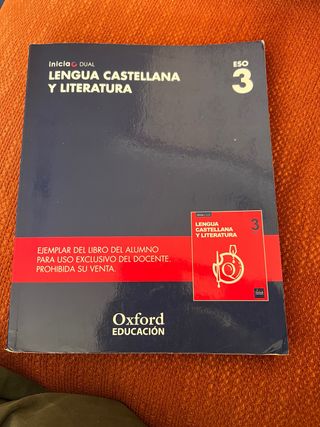 inicia DUAL
LENGUA CASTELLANA
Y LITERATURA
ESO
3
EJEMPLAR DEL LIBRO DEL ALUMNO
PARA USO EXCLUSIVO DEL DOCENTE.
PROHIBIDA SU VENTA.
LENGUA
CASTELLANA
Y LITERATURA
3
Oxford
EDUCACIÓN